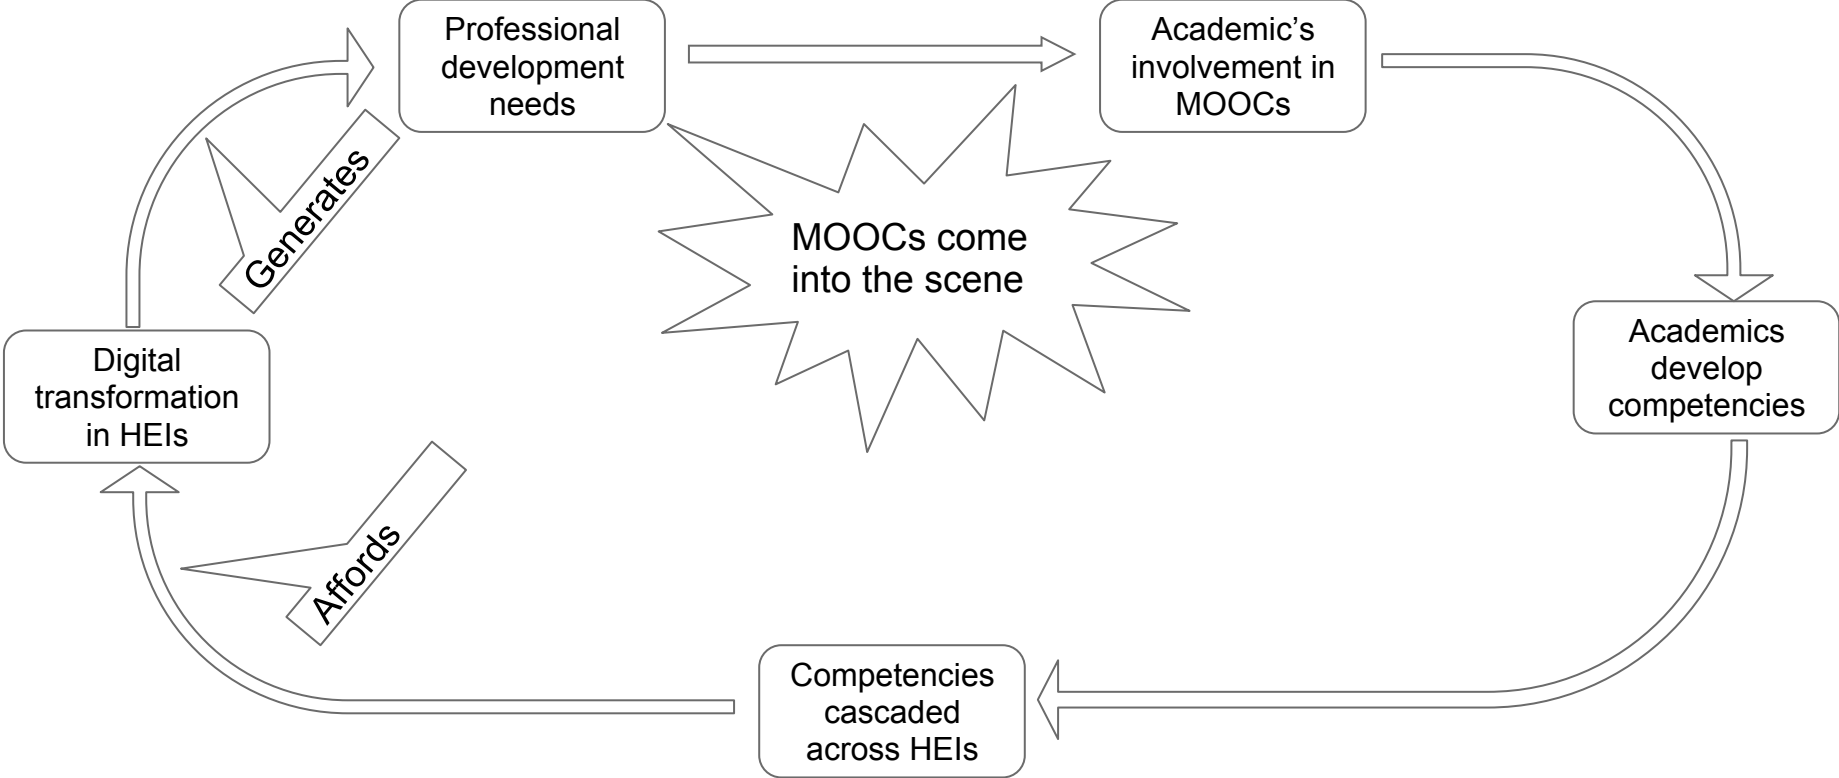 Professional
development
needs
Academic's
involvement in
MOOCs
Generates
MOOCs come
into the scene
Digital
transformation
in HEIs
Academics
develop
competencies
Affords
Competencies
cascaded
across HEIs